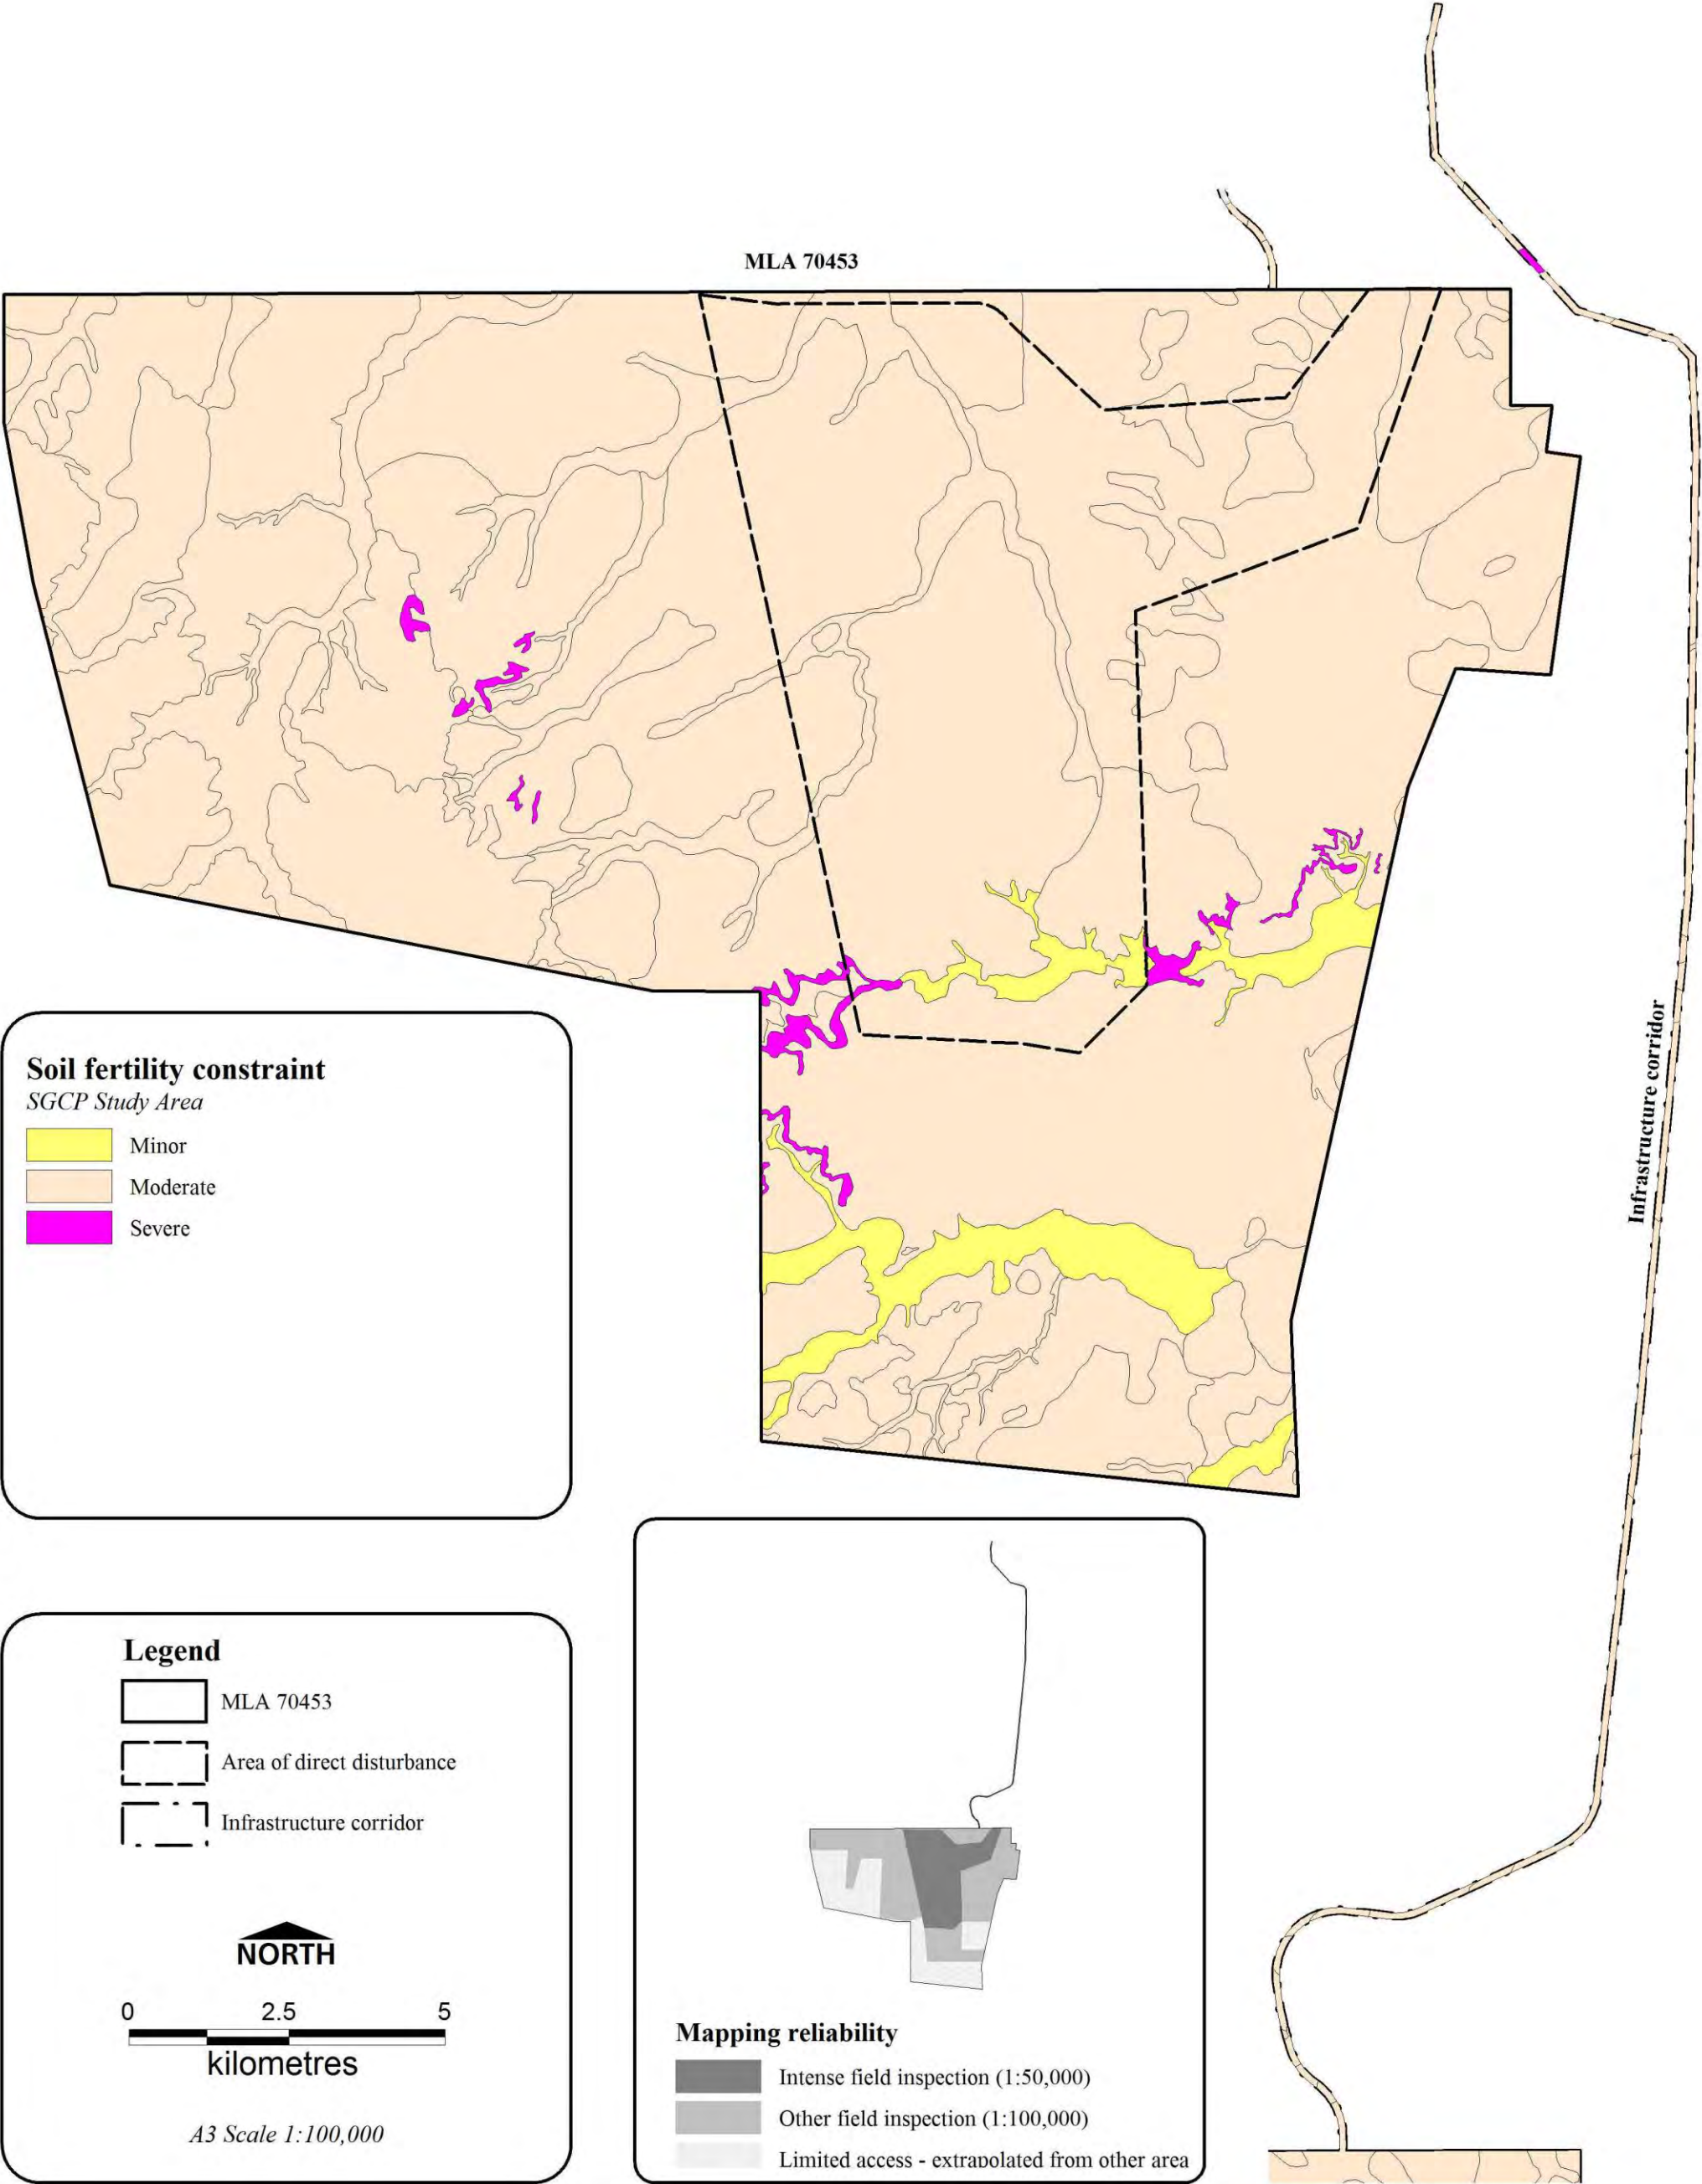 MLA 70453
Infrastructure corridor
Soil fertility constraint
SGCP Study Area
Minor
Moderate
Severe
Legend
MLA 70453
Area of direct disturbance
Infrastructure corridor
NORTH
0 2.5 5
kilometres
A3 Scale 1:100,000
Mapping reliability
Intense field inspection (1:50,000)
Other field inspection (1:100,000)
Limited access - extrapolated from other area